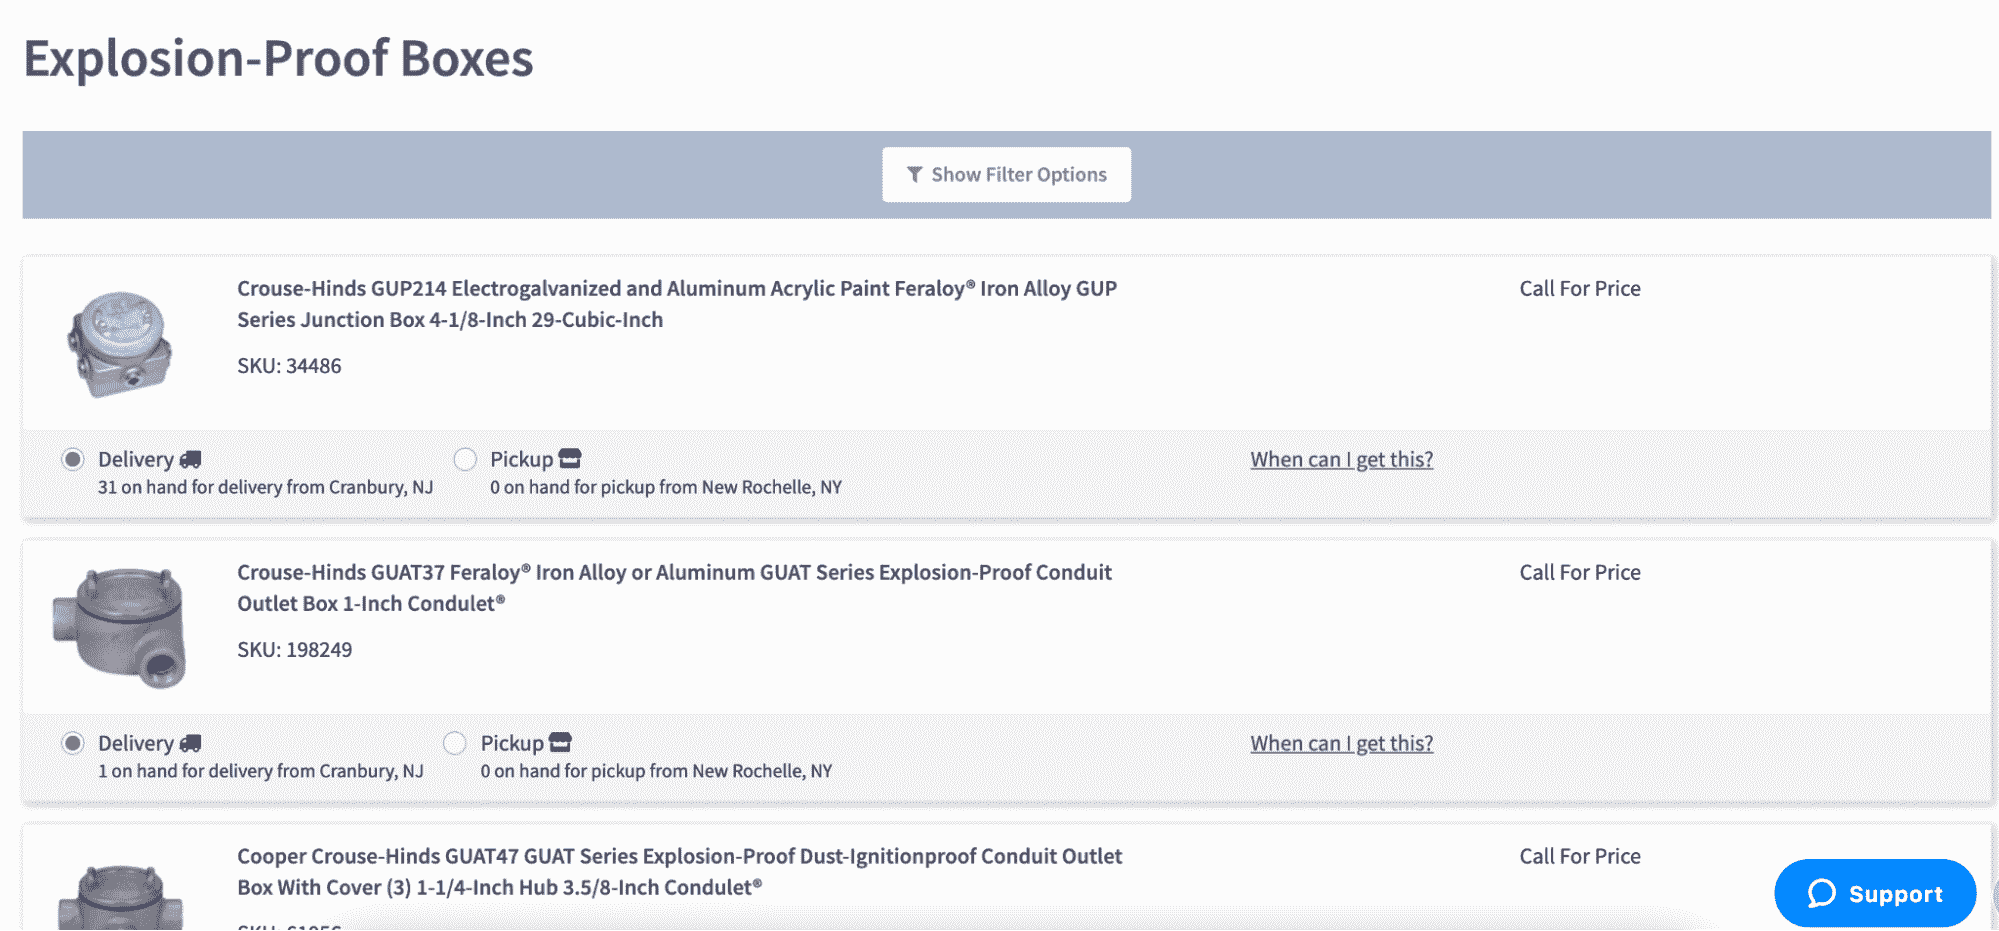 Explosion-Proof Boxes
Show Filter Options
Crouse-Hinds GUP214 Electrogalvanized and Aluminum Acrylic Paint Feraloy® Iron Alloy GUP
Series Junction Box 4-1/8-Inch 29-Cubic-Inch
Call For Price
SKU: 34486
Delivery
31 on hand for delivery from Cranbury, NJ
Pickup
0 on hand for pickup from New Rochelle, NY
When can I get this?
Crouse-Hinds GUAT37 Feraloy® Iron Alloy or Aluminum GUAT Series Explosion-Proof Conduit
Outlet Box 1-Inch Condulet®
Call For Price
SKU: 198249
Delivery
1 on hand for delivery from Cranbury, NJ
Pickup
0 on hand for pickup from New Rochelle, NY
When can I get this?
Cooper Crouse-Hinds GUAT47 GUAT Series Explosion-Proof Dust-Ignitionproof Conduit Outlet
Box With Cover (3) 1-1/4-Inch Hub 3.5/8-Inch Condulet®
Call For Price
SKU:
Support